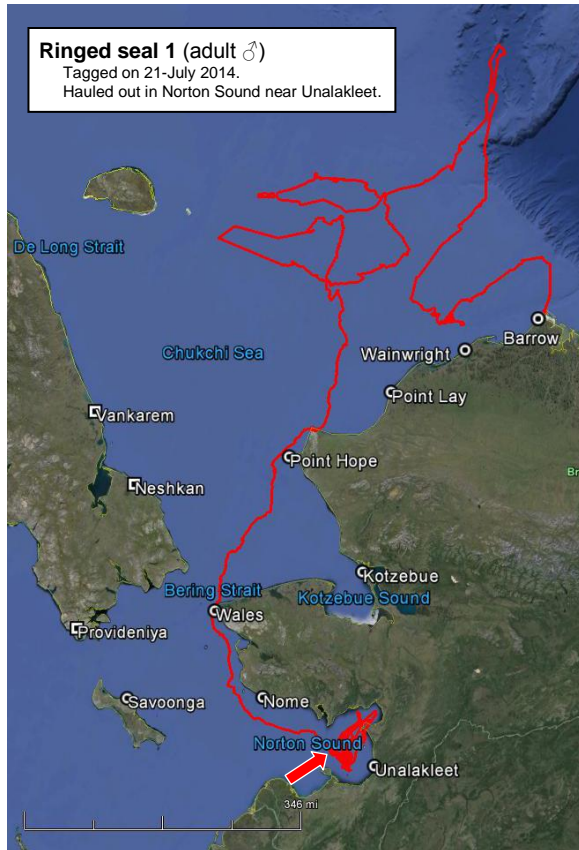 Ringed seal 1 (adult ♂)
Tagged on 21-July 2014.
Hauled out in Norton Sound near Unalakleet.
De Long Strait
Barrow
Wainwright
Chukchi Sea
Point Lay
Vankarem
Point Hope
Neshkan
Br
Kotzebue
Bering Strait
Kotzebue Sound
Wales
Provideniya
Savoonga
Nome
Norton Sound
Unalakleet
346 mi